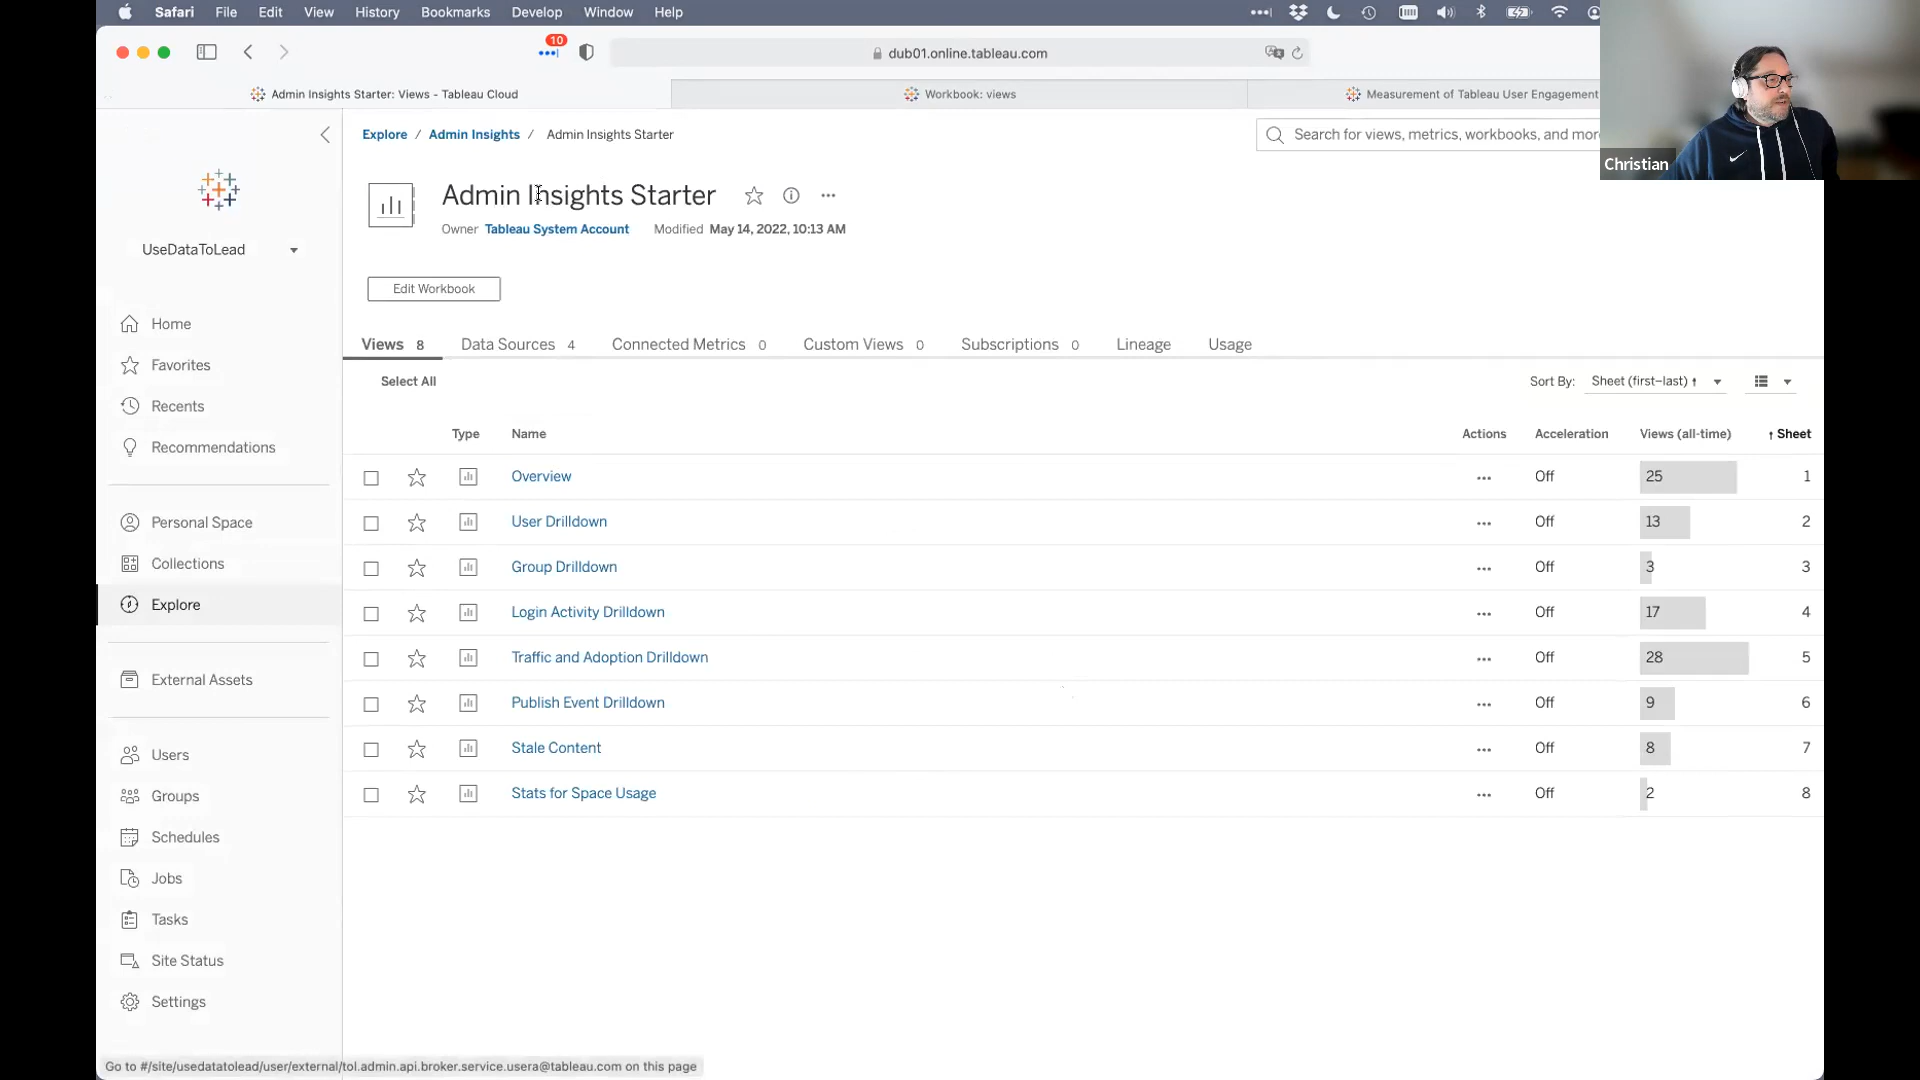 Safari File Edit View History Bookmarks Develop Window Help
10
dub01.online.tableau.com
Admin Insights Starter: Views - Tableau Cloud
Workbook: views
Measurement of Tableau User Engagement
Christian
Explore / Admin Insights / Admin Insights Starter
Search for views, metrics, workbooks, and more
Admin Insights Starter
Owner Tableau System Account Modified May 14, 2022, 10:13 AM
UseDataToLead
Edit Workbook
Home
Favorites
Recents
Recommendations
Personal Space
Collections
Explore
External Assets
Users
Groups
Schedules
Jobs
Tasks
Site Status
Settings
Views 8 Data Sources 4 Connected Metrics 0 Custom Views 0 Subscriptions 0 Lineage Usage
Select All
Sort By: Sheet (first–last) ↑
Type Name Actions Acceleration Views (all-time) ↑ Sheet
Overview Off 25 1
User Drilldown Off 13 2
Group Drilldown Off 3 3
Login Activity Drilldown Off 17 4
Traffic and Adoption Drilldown Off 28 5
Publish Event Drilldown Off 9 6
Stale Content Off 8 7
Stats for Space Usage Off 2 8
Go to #/site/usedatatolead/user/external/tol.admin.api.broker.service.usera@tableau.com on this page